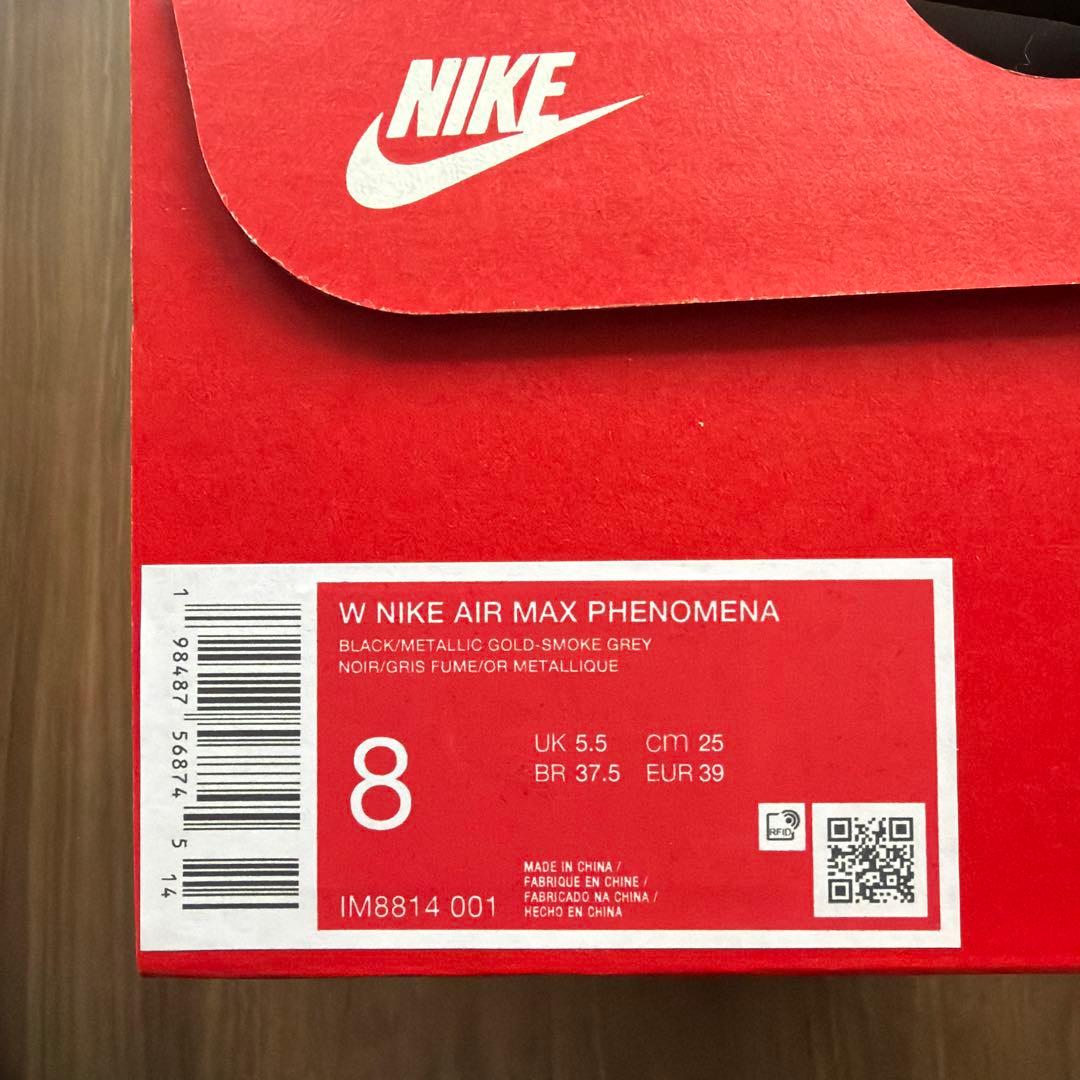 NIKE
W NIKE AIR MAX PHENOMENA
BLACK/METALLIC GOLD-SMOKE GREY
NOIR/GRIS FUME/OR METALLIQUE
8
UK 5.5 cm 25
BR 37.5 EUR 39
RFID
IM8814 001
MADE IN CHINA /
FABRIQUE EN CHINE /
FABRICADO NA CHINA /
HECHO EN CHINA
1 98487 56874 5 14